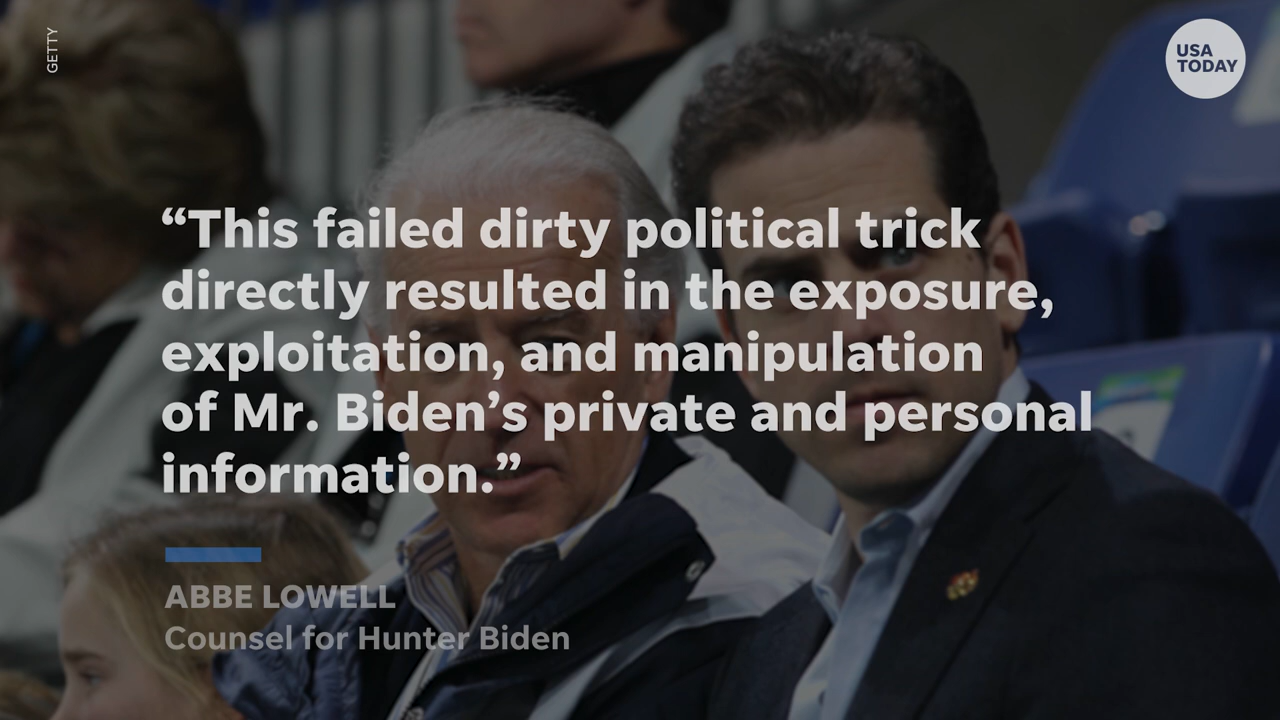 GETTY
USA
TODAY
“This failed dirty political trick
directly resulted in the exposure,
exploitation, and manipulation
of Mr. Biden’s private and personal
information.”
ABBE LOWELL
Counsel for Hunter Biden